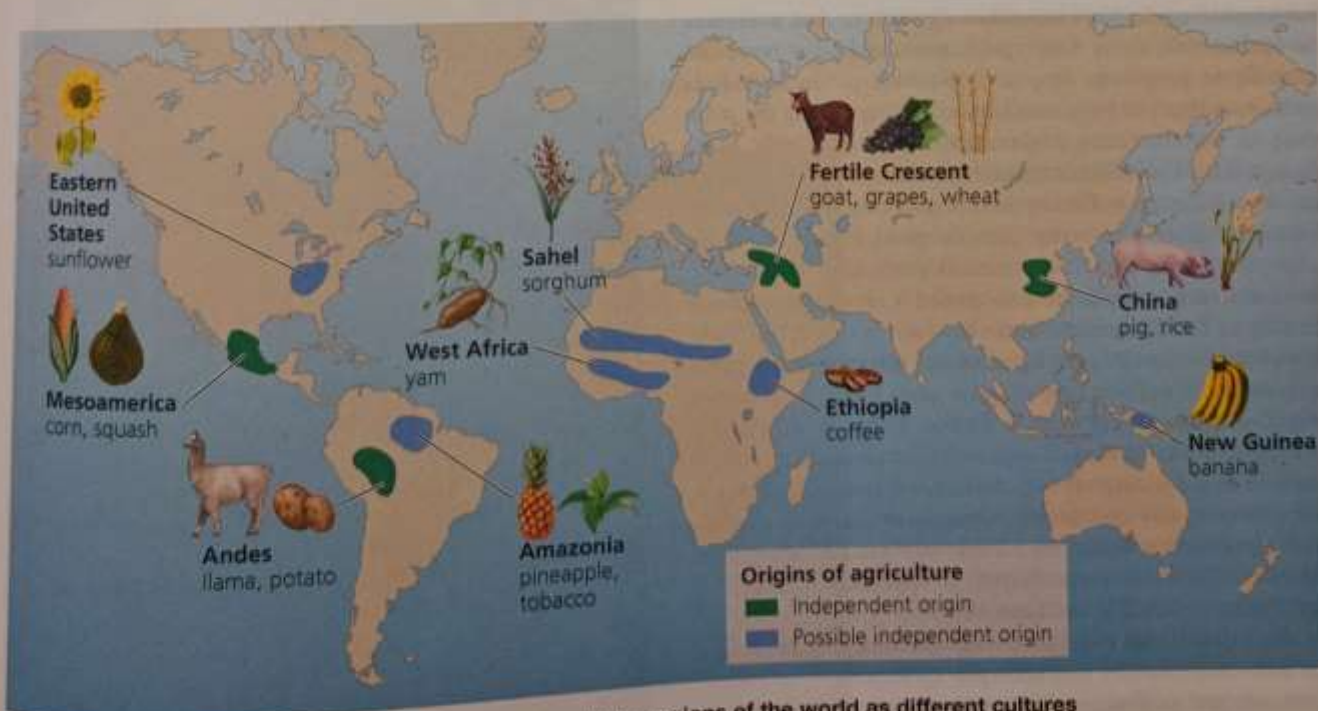 Eastern
United
States
sunflower
Mesoamerica
corn, squash
Andes
llama, potato
Amazonia
pineapple,
tobacco
West Africa
yam
Sahel
sorghum
Fertile Crescent
goat, grapes, wheat
Ethiopia
coffee
China
pig, rice
New Guinea
banana
Origins of agriculture
Independent origin
Possible independent origin
of the world as different cultures